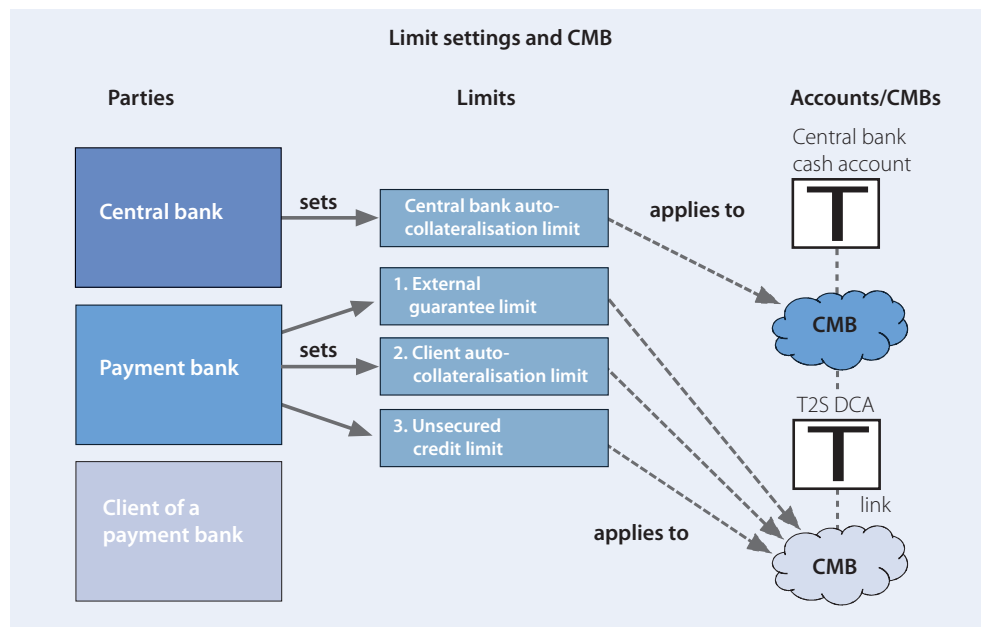 Limit settings and CMB
Parties
Limits
Accounts/CMBs
Central bank
cash account
T
Central bank
sets
Central bank auto-
collateralisation limit
applies to
CMB
Payment bank
sets
1. External
guarantee limit
2. Client auto-
collateralisation limit
3. Unsecured
credit limit
T2S DCA
T
link
applies to
CMB
Client of a
payment bank